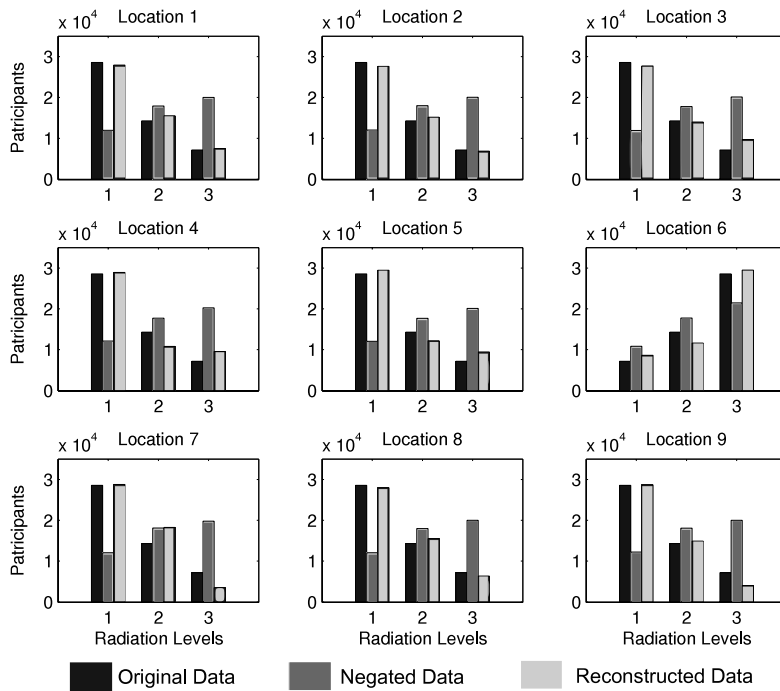 x 10^4 Location 1
x 10^4 Location 2
x 10^4 Location 3
Patricipants
3
2
1
0
1 2 3
3
2
1
0
1 2 3
3
2
1
0
1 2 3
x 10^4 Location 4
x 10^4 Location 5
x 10^4 Location 6
Patricipants
3
2
1
0
1 2 3
3
2
1
0
1 2 3
3
2
1
0
1 2 3
x 10^4 Location 7
x 10^4 Location 8
x 10^4 Location 9
Patricipants
3
2
1
0
1 2 3
Radiation Levels
3
2
1
0
1 2 3
Radiation Levels
3
2
1
0
1 2 3
Radiation Levels
Original Data
Negated Data
Reconstructed Data